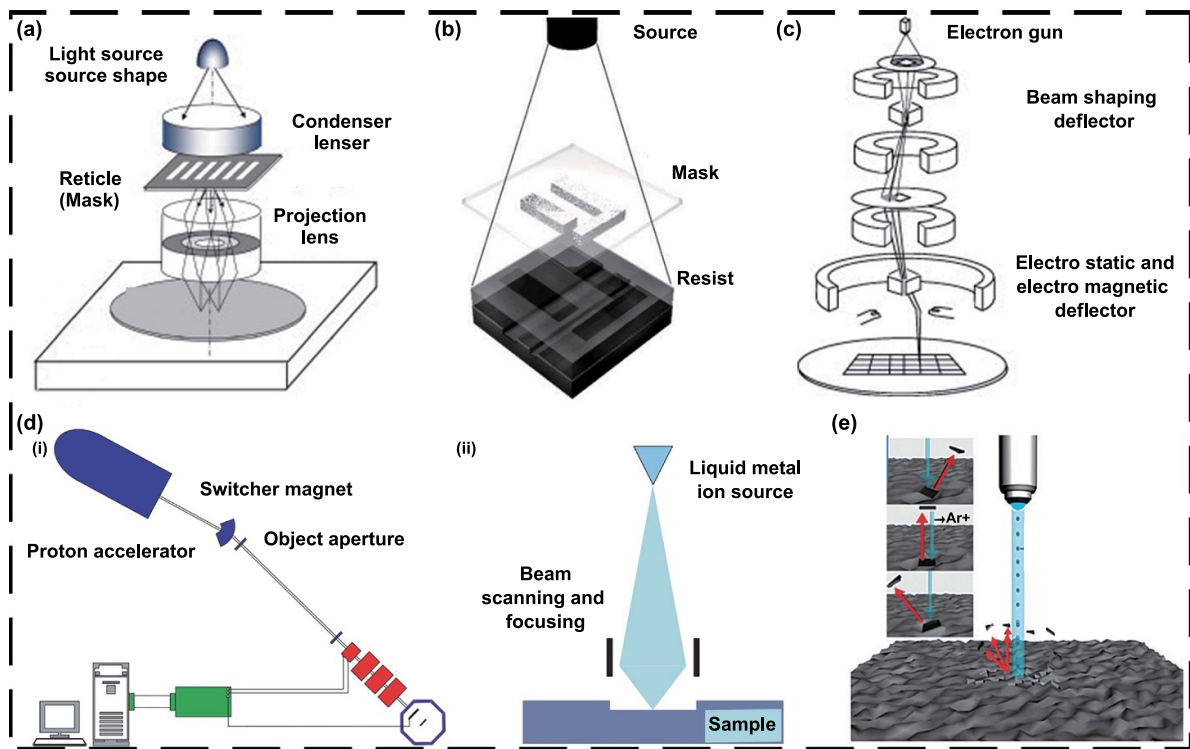 (a)
Light source
source shape
Condenser
lenser
Reticle
(Mask)
Projection
lens
(b)
Source
Mask
Resist
(c)
Electron gun
Beam shaping
deflector
Electro static and
electro magnetic
deflector
(d)
(i)
Switcher magnet
Proton accelerator
Object aperture
(ii)
Liquid metal
ion source
Beam
scanning and
focusing
Sample
(e)
→Ar+